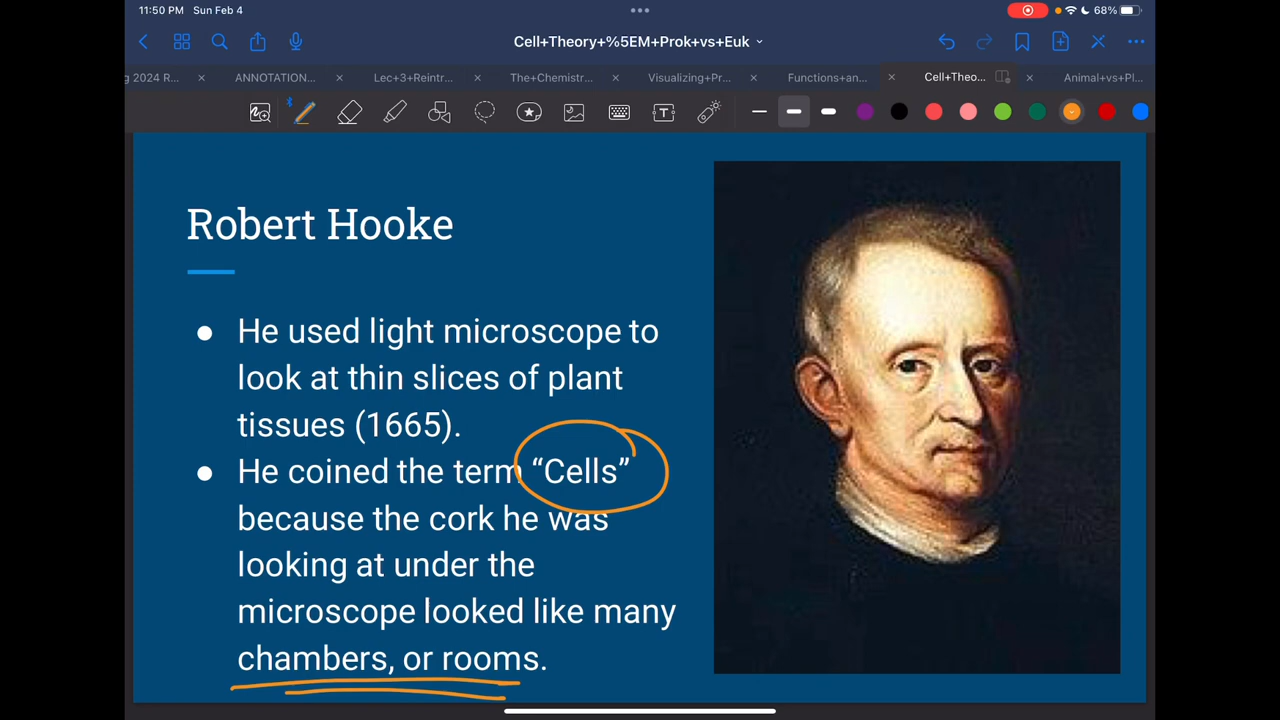 11:50 PM Sun Feb 4
68%
Cell+Theory+%5EM+Prok+vs+Euk
g 2024 R...
ANNOTATION...
Lec+3+Reintr...
The+Chemistr...
Visualizing+Pr...
Functions+an...
Cell+Theo...
Animal+vs+Pl...
Robert Hooke
● He used light microscope to
look at thin slices of plant
tissues (1665).
● He coined the term “Cells”
because the cork he was
looking at under the
microscope looked like many
chambers, or rooms.